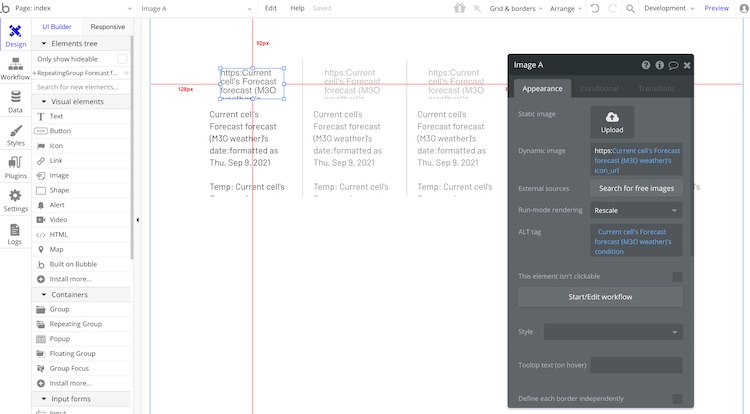 Page: index
Image A
Edit
Help
Saved
Grid & borders
Arrange
Development
Preview
Design
Workflow
Data
Styles
Plugins
Settings
Logs
UI Builder
Responsive
Elements tree
Only show hideable
+ RepeatingGroup Forecast f...
Search for new elements...
Visual elements
Text
Button
Icon
Link
Image
Shape
Alert
Video
HTML
Map
Built on Bubble
Install more...
Containers
Group
Repeating Group
Popup
Floating Group
Group Focus
Install more...
Input forms
Input
92px
128px
https:Current
cell's Forecast
forecast (M3O
weather)'s
Current cell's
Forecast forecast
(M3O weather)'s
date:formatted as
Thu, Sep 9, 2021
Temp: Current cell's
https:Current
cell's Forecast
forecast (M3O
weather)'s
Current cell's
Forecast forecast
(M3O weather)'s
date:formatted as
Thu, Sep 9, 2021
Temp: Current cell's
https:Current
cell's Forecast
forecast (M3O
weather)'s
Current cell's
Forecast forecast
(M3O weather)'s
date:formatted as
Thu, Sep 9, 2021
Temp: Current cell's
Image A
Appearance
Conditional
Transitions
Static image
Upload
Dynamic image
https:Current cell's Forecast
forecast (M3O weather)'s
icon_url
External sources
Search for free images
Run-mode rendering
Rescale
ALT tag
Current cell's Forecast
forecast (M3O weather)'s
condition
This element isn't clickable
Start/Edit workflow
Style
Tooltip text (on hover)
Define each border independently